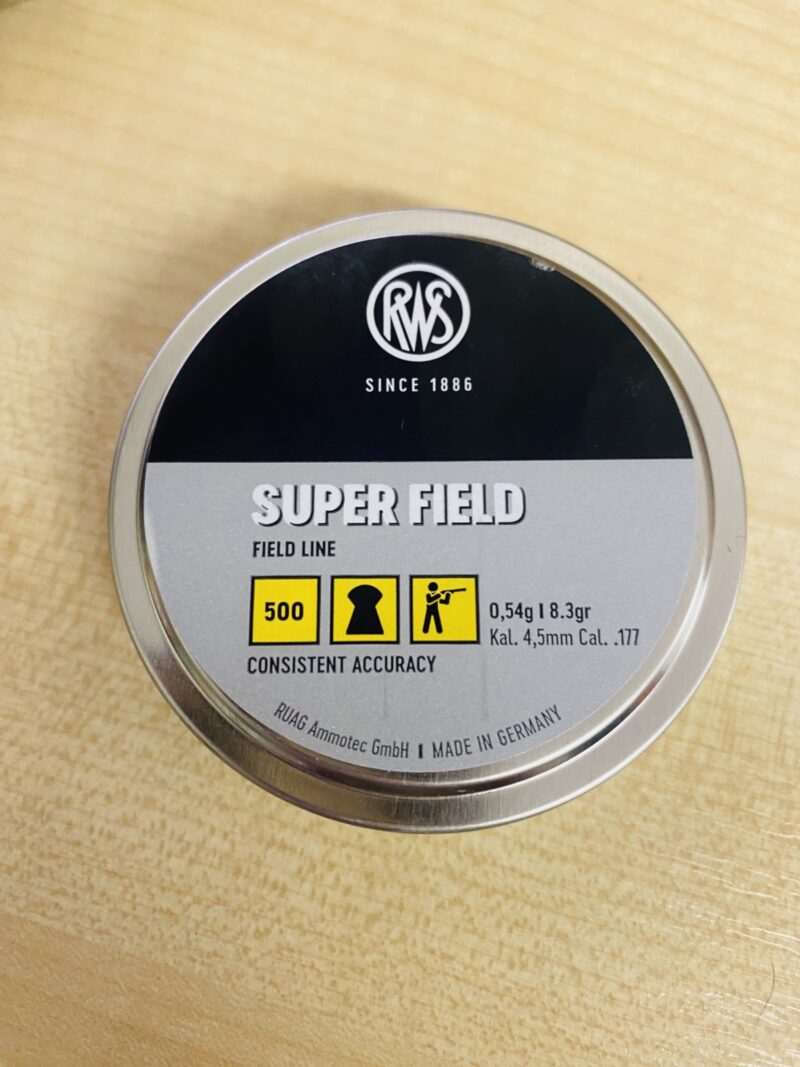 RWS
SINCE 1886
SUPER FIELD
FIELD LINE
500
0,54g I 8.3gr
Kal. 4,5mm Cal. .177
CONSISTENT ACCURACY
RUAG Ammotec GmbH I MADE IN GERMANY